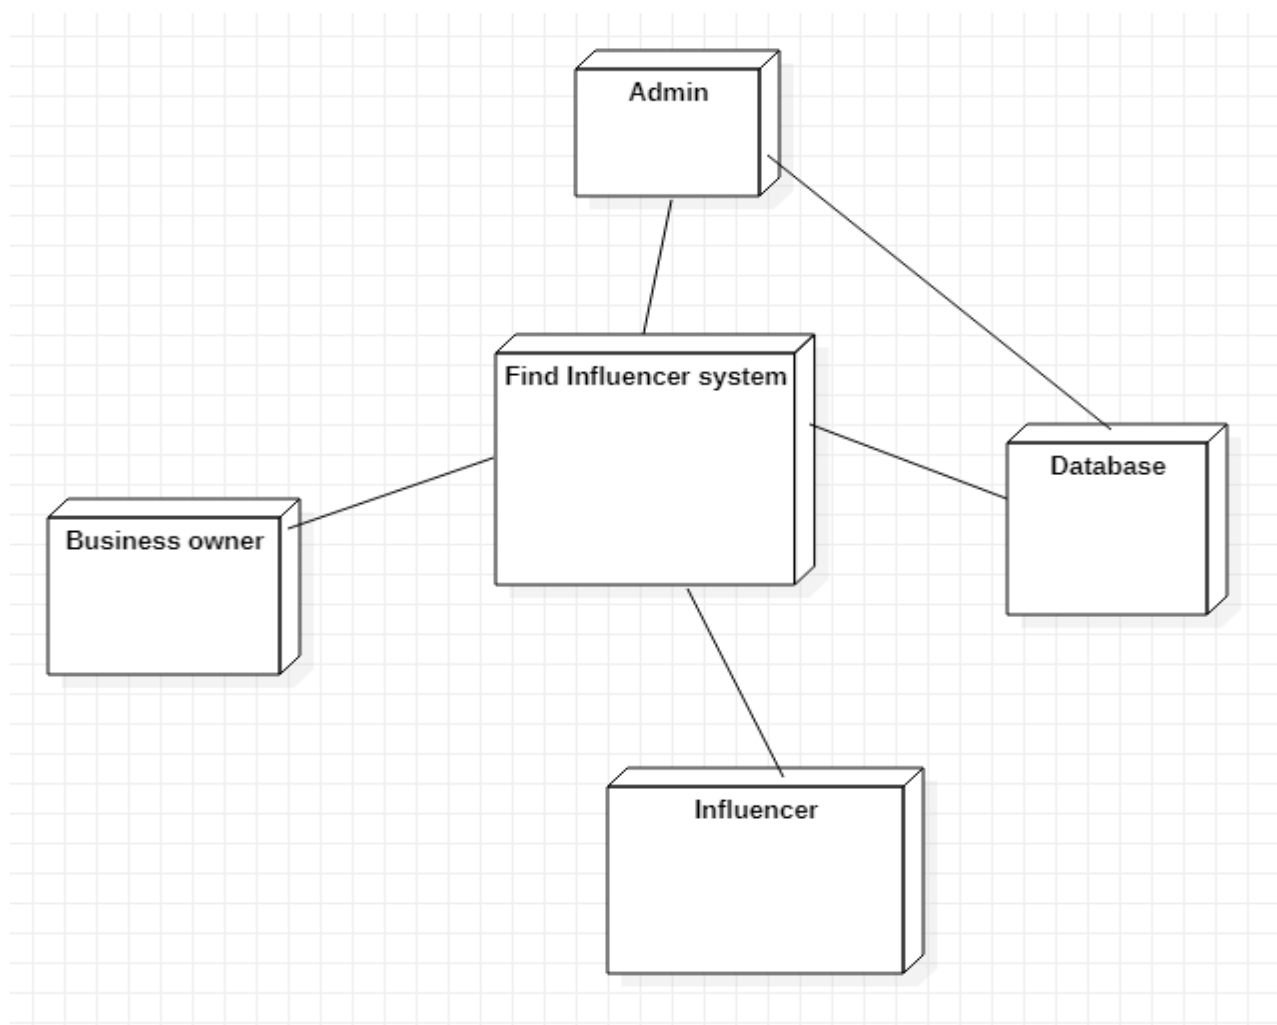 Admin
Find Influencer system
Database
Business owner
Influencer